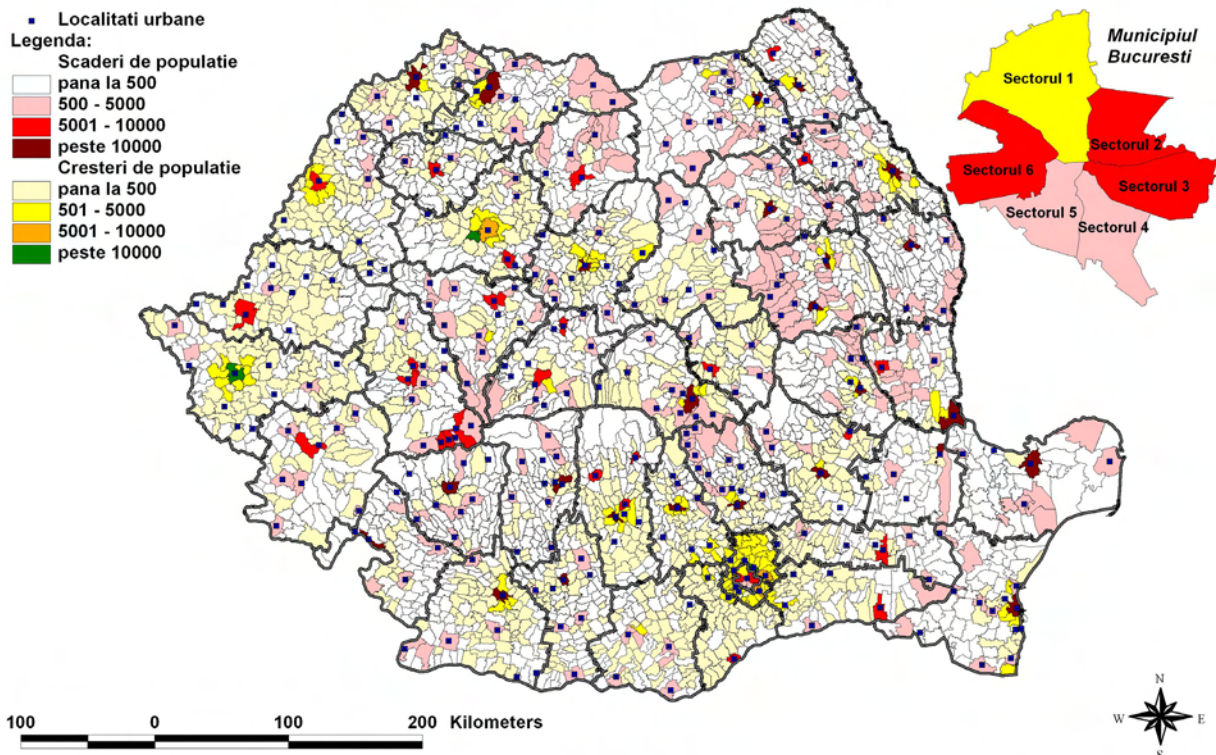 Localitati urbane
Legenda:
Scaderi de populatie
pana la 500
500 - 5000
5001 - 10000
peste 10000
Cresteri de populatie
pana la 500
501 - 5000
5001 - 10000
peste 10000
Municipiul
Bucuresti
Sectorul 1
Sectorul 2
Sectorul 6
Sectorul 3
Sectorul 5
Sectorul 4
100 0 100 200 Kilometers
N
W E
S